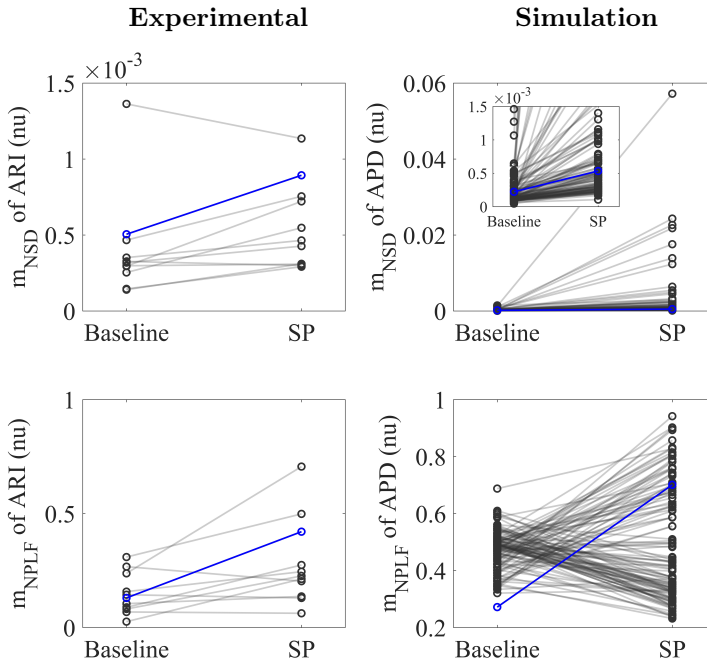 Experimental
Simulation
×10⁻³
1.5
1
0.5
0
m_NSD of ARI (nu)
Baseline
SP
0.06
0.04
0.02
0
m_NSD of APD (nu)
×10⁻³
1.5
1
0.5
0
Baseline
SP
Baseline
SP
1
0.5
0
m_NPLF of ARI (nu)
Baseline
SP
1
0.8
0.6
0.4
0.2
m_NPLF of APD (nu)
Baseline
SP